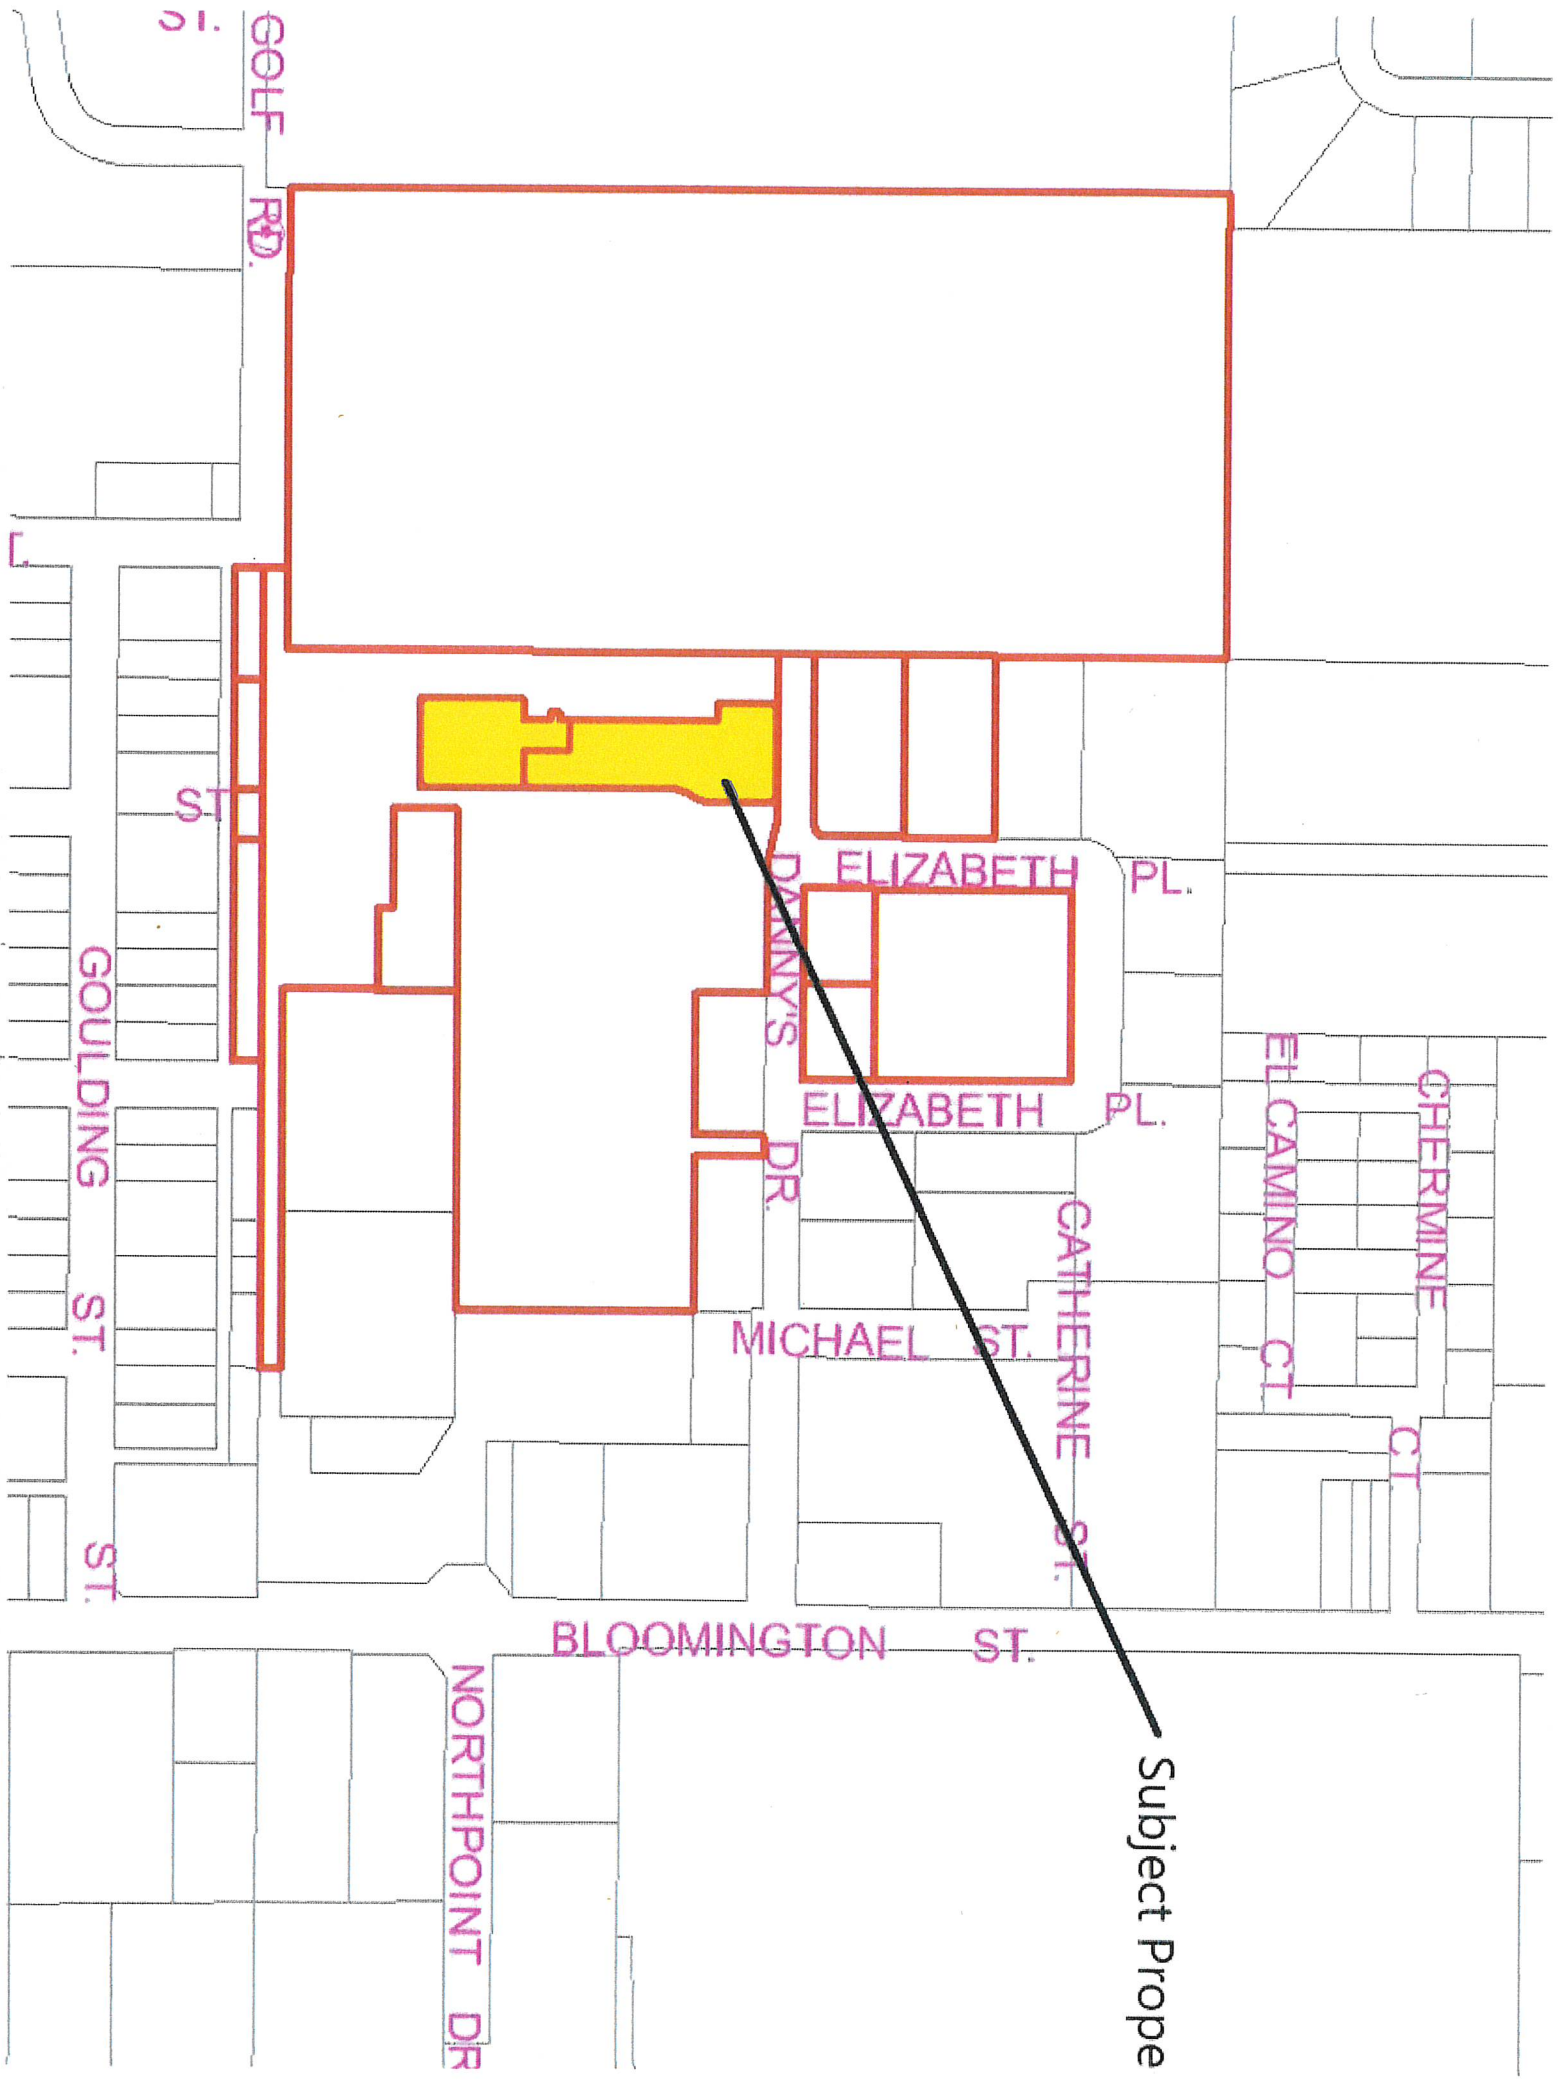 ST.
GOLF RD.
T.
ST
ELIZABETH PL.
DANNY'S DR.
ELIZABETH PL.
GOULDING ST.
EL CAMINO CT
CHERMINE CT.
CATHERINE ST.
MICHAEL ST.
ST.
BLOOMINGTON ST.
NORTHPOINT DR
Subject Prope